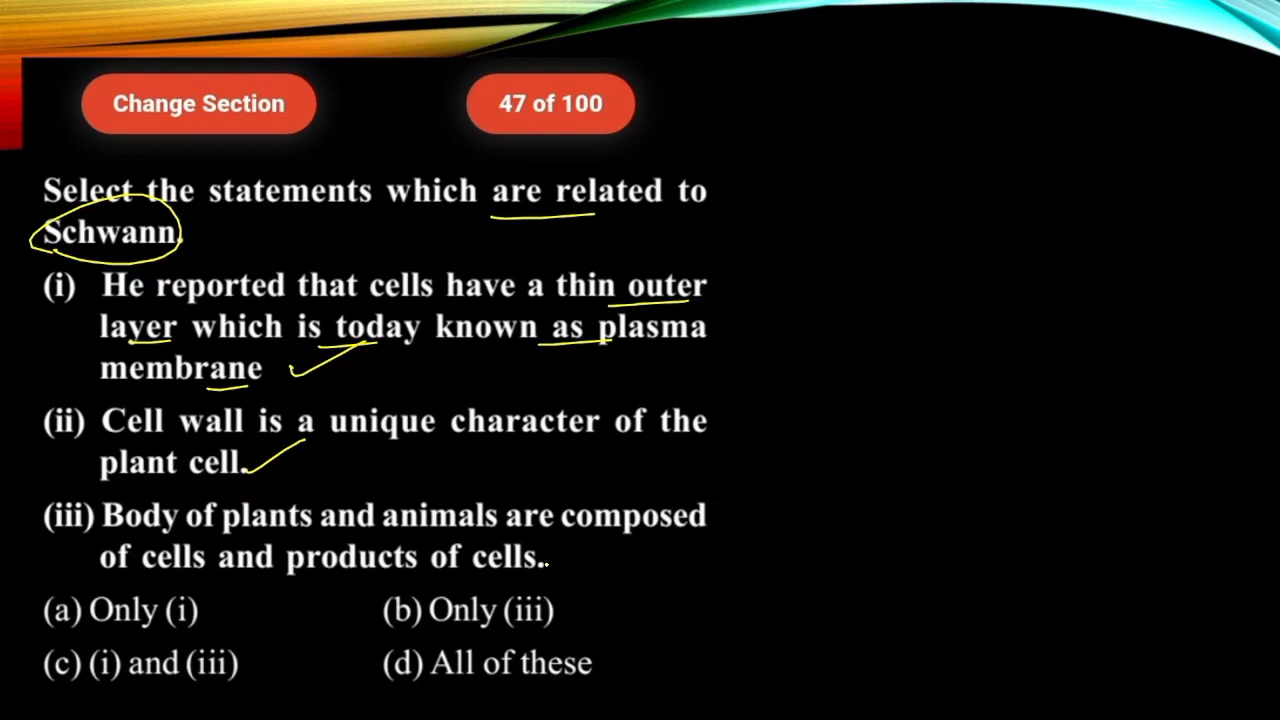 Change Section
47 of 100
Select the statements which are related to
Schwann.
(i) He reported that cells have a thin outer
layer which is today known as plasma
membrane
(ii) Cell wall is a unique character of the
plant cell.
(iii) Body of plants and animals are composed
of cells and products of cells..
(a) Only (i) (b) Only (iii)
(c) (i) and (iii) (d) All of these